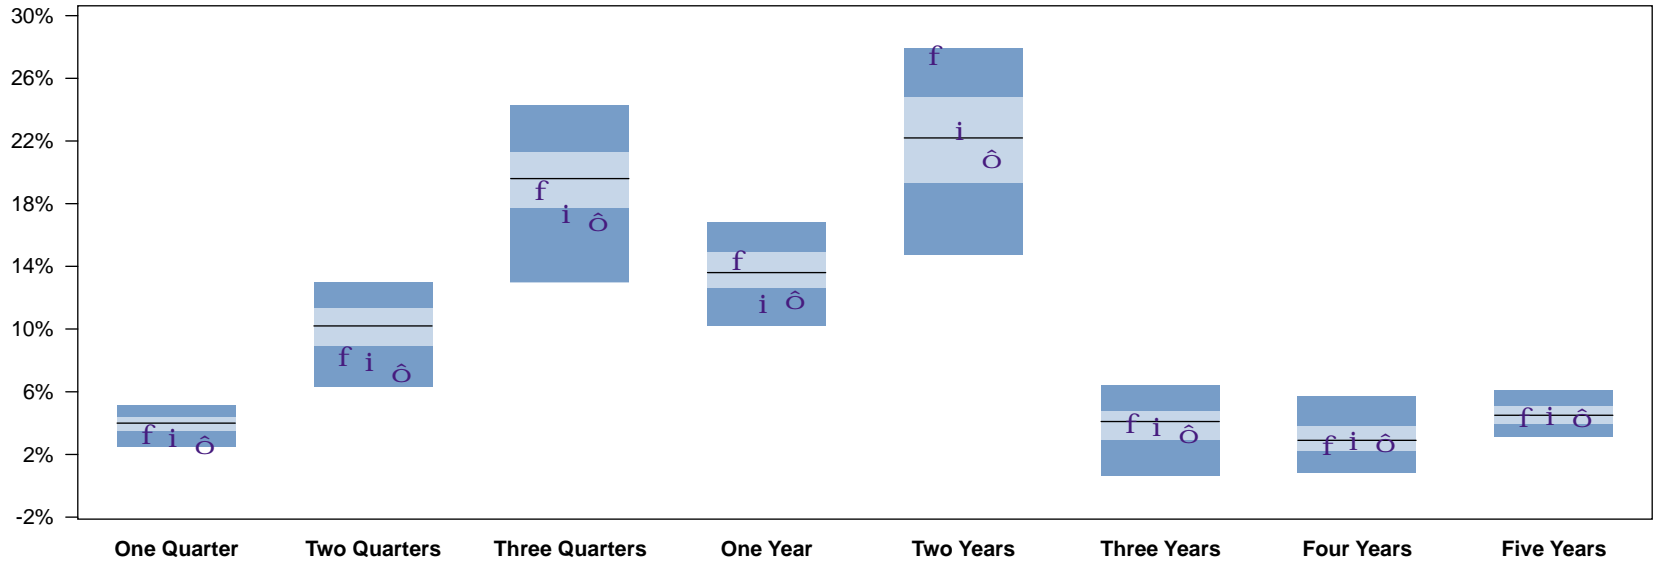 30%
26%
22%
18%
14%
10%
6%
2%
-2%
f i ô
f i ô
f i ô
f i ô
f i ô
f i ô
f i ô
f i ô
One Quarter Two Quarters Three Quarters One Year Two Years Three Years Four Years Five Years